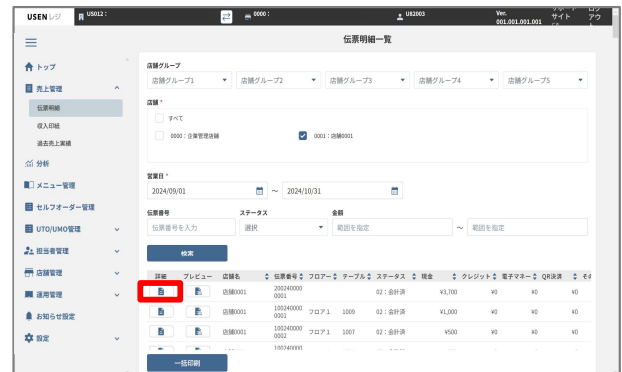 USEN レジ US012： 0000： U82003 Ver. 001.001.001.001
伝票明細一覧
トップ
売上管理
伝票明細
収入印紙
過去売上実績
分析
メニュー管理
セルフオーダー管理
UTO/UMO管理
担当者管理
店舗管理
運用管理
お知らせ設定
設定
店舗グループ
店舗グループ1 店舗グループ2 店舗グループ3 店舗グループ4 店舗グループ5
店舗 *
すべて
0000：企業管理店舗 0001：店舗0001
営業日 *
2024/09/01 ～ 2024/10/31
伝票番号 ステータス 金額
伝票番号を入力 選択 範囲を指定 ～ 範囲を指定
検索
詳細 プレビュー 店舗名 伝票番号 フロアー テーブル ステータス 現金 クレジット 電子マネー QR決済
店舗0001 200240000 0001 02：会計済 ¥3,700 ¥0 ¥0 ¥0
店舗0001 100240000 0001 フロア１ 1009 02：会計済 ¥1,000 ¥0 ¥0 ¥0
店舗0001 100240000 0002 フロア１ 1007 02：会計済 ¥500 ¥0 ¥0 ¥0
100240000
一括印刷